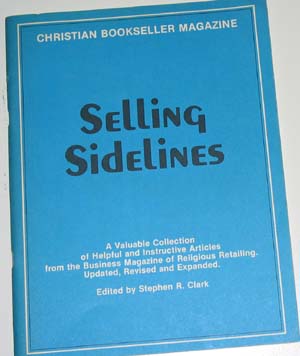 CHRISTIAN BOOKSELLER MAGAZINE
Selling
Sidelines
A Valuable Collection
of Helpful and Instructive Articles
from the Business Magazine of Religious Retailing.
Updated, Revised and Expanded.
Edited by Stephen R. Clark